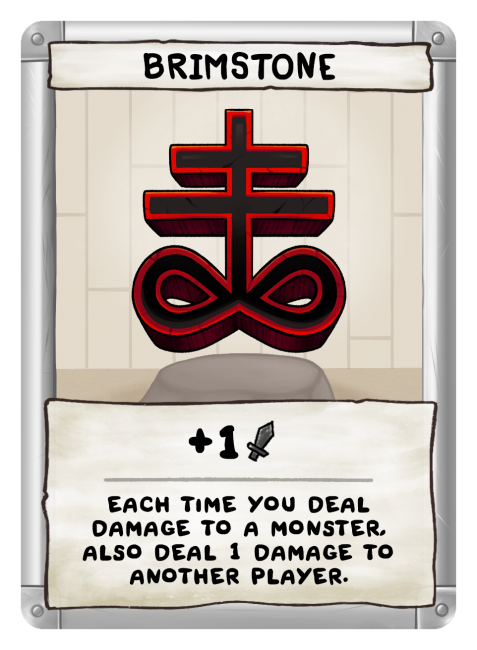 BRIMSTONE
+1
EACH TIME YOU DEAL
DAMAGE TO A MONSTER,
ALSO DEAL 1 DAMAGE TO
ANOTHER PLAYER.